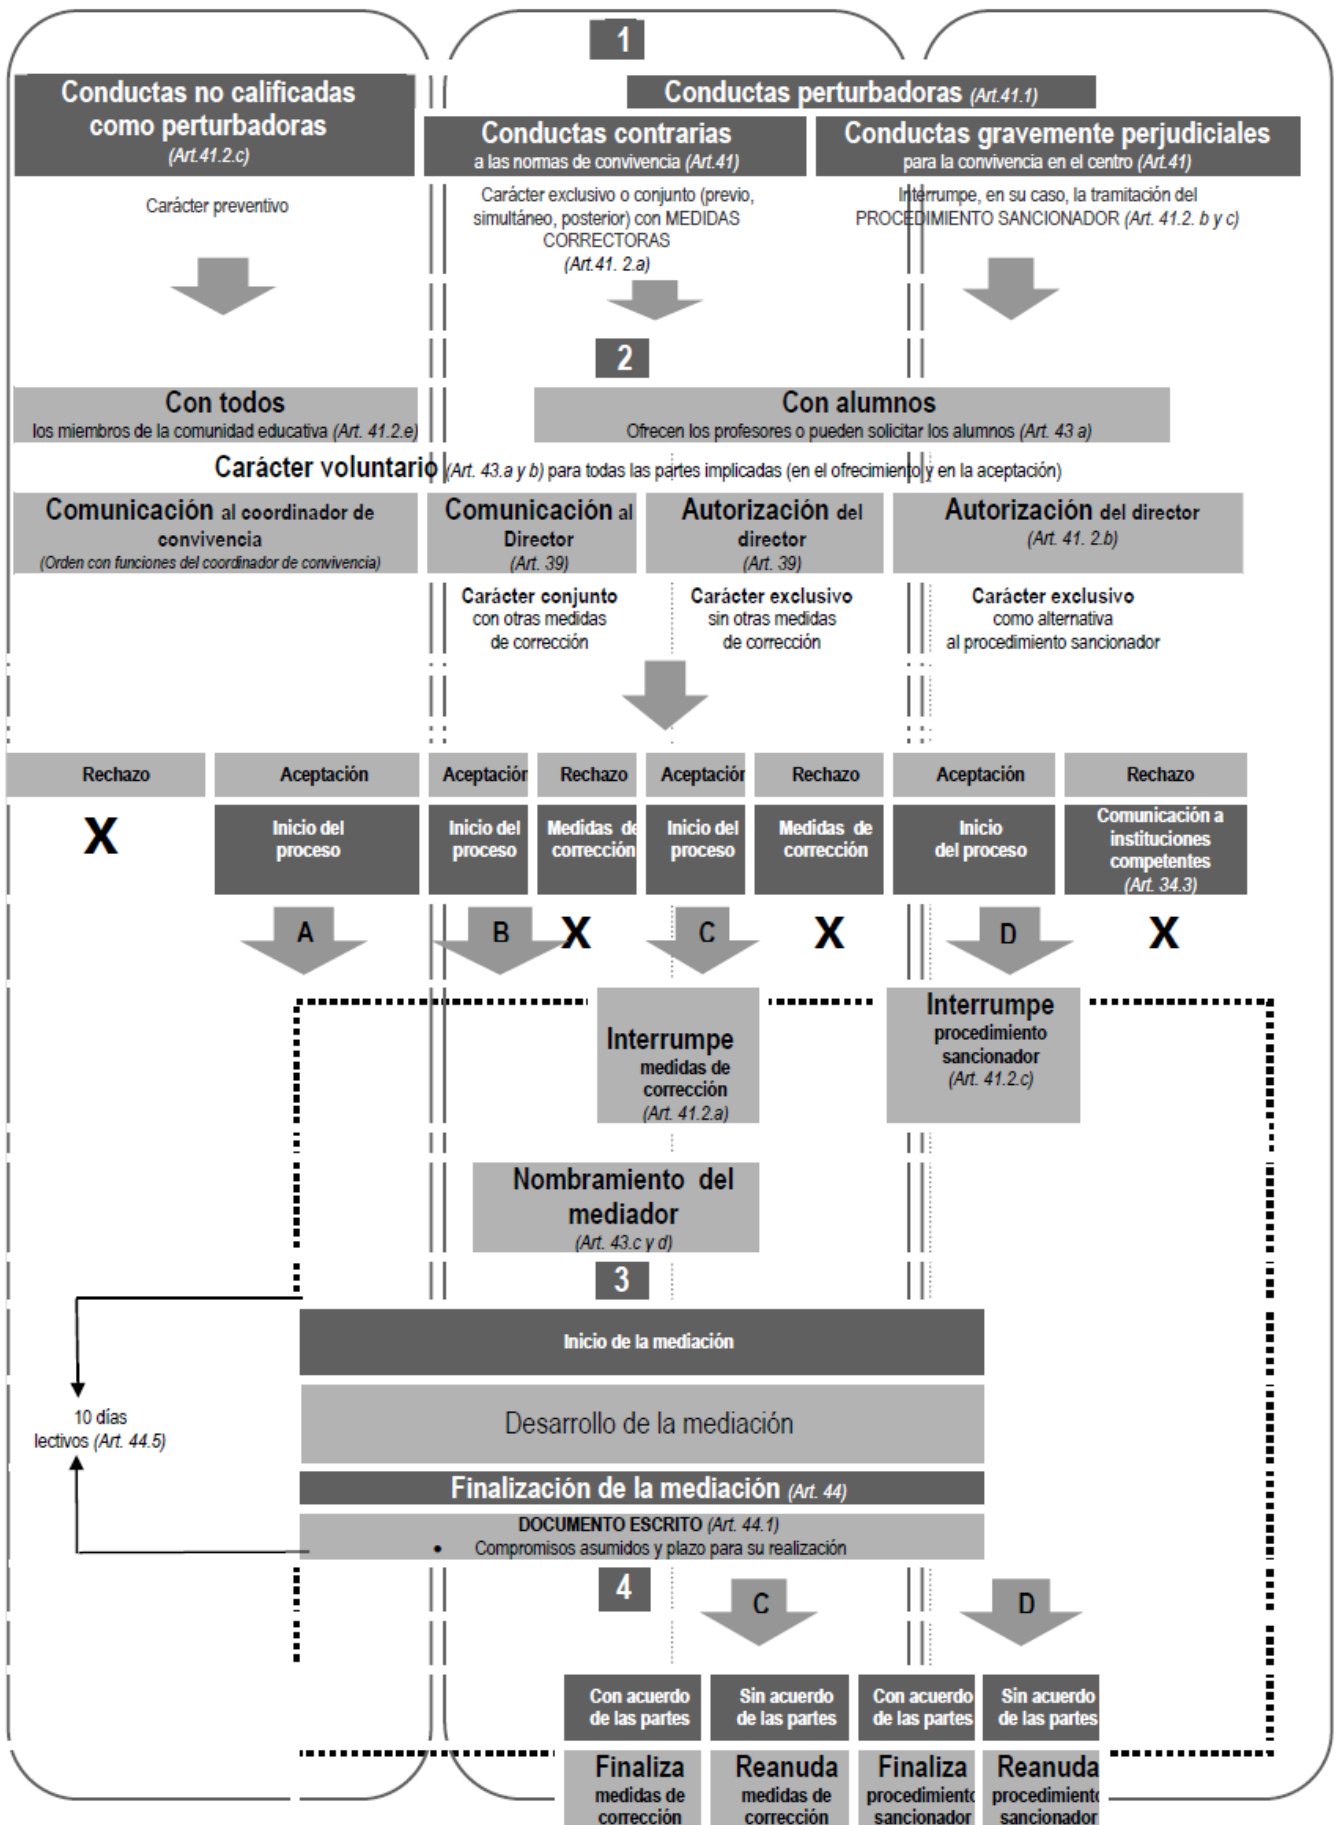 1
Conductas no calificadas
como perturbadoras
(Art.41.2.c)
Carácter preventivo
Conductas perturbadoras (Art.41.1)
Conductas contrarias
a las normas de convivencia (Art.41)
Carácter exclusivo o conjunto (previo,
simultáneo, posterior) con MEDIDAS
CORRECTORAS
(Art.41. 2.a)
Conductas gravemente perjudiciales
para la convivencia en el centro (Art.41)
Interrumpe, en su caso, la tramitación del
PROCEDIMIENTO SANCIONADOR (Art. 41.2. b y c)
2
Con todos
los miembros de la comunidad educativa (Art. 41.2.e)
Con alumnos
Ofrecen los profesores o pueden solicitar los alumnos (Art. 43 a)
Carácter voluntario (Art. 43.a y b) para todas las partes implicadas (en el ofrecimiento y en la aceptación)
Comunicación al coordinador de
convivencia
(Orden con funciones del coordinador de convivencia)
Comunicación al
Director
(Art. 39)
Autorización del
director
(Art. 39)
Autorización del director
(Art. 41. 2.b)
Carácter conjunto
con otras medidas
de corrección
Carácter exclusivo
sin otras medidas
de corrección
Carácter exclusivo
como alternativa
al procedimiento sancionador
Rechazo
Aceptación
Aceptación
Rechazo
Aceptación
Rechazo
Aceptación
Rechazo
X
Inicio del
proceso
Inicio del
proceso
Medidas de
corrección
Inicio del
proceso
Medidas de
corrección
Inicio
del proceso
Comunicación a
instituciones
competentes
(Art. 34.3)
A
B
X
C
X
D
X
Interrumpe
medidas de
corrección
(Art. 41.2.a)
Interrumpe
procedimiento
sancionador
(Art. 41.2.c)
Nombramiento del
mediador
(Art. 43.c y d)
3
Inicio de la mediación
Desarrollo de la mediación
10 días
lectivos (Art. 44.5)
Finalización de la mediación (Art. 44)
DOCUMENTO ESCRITO (Art. 44.1)
• Compromisos asumidos y plazo para su realización
4
C
D
Con acuerdo
de las partes
Sin acuerdo
de las partes
Con acuerdo
de las partes
Sin acuerdo
de las partes
Finaliza
medidas de
corrección
Reanuda
medidas de
corrección
Finaliza
procedimiento
sancionador
Reanuda
procedimiento
sancionador